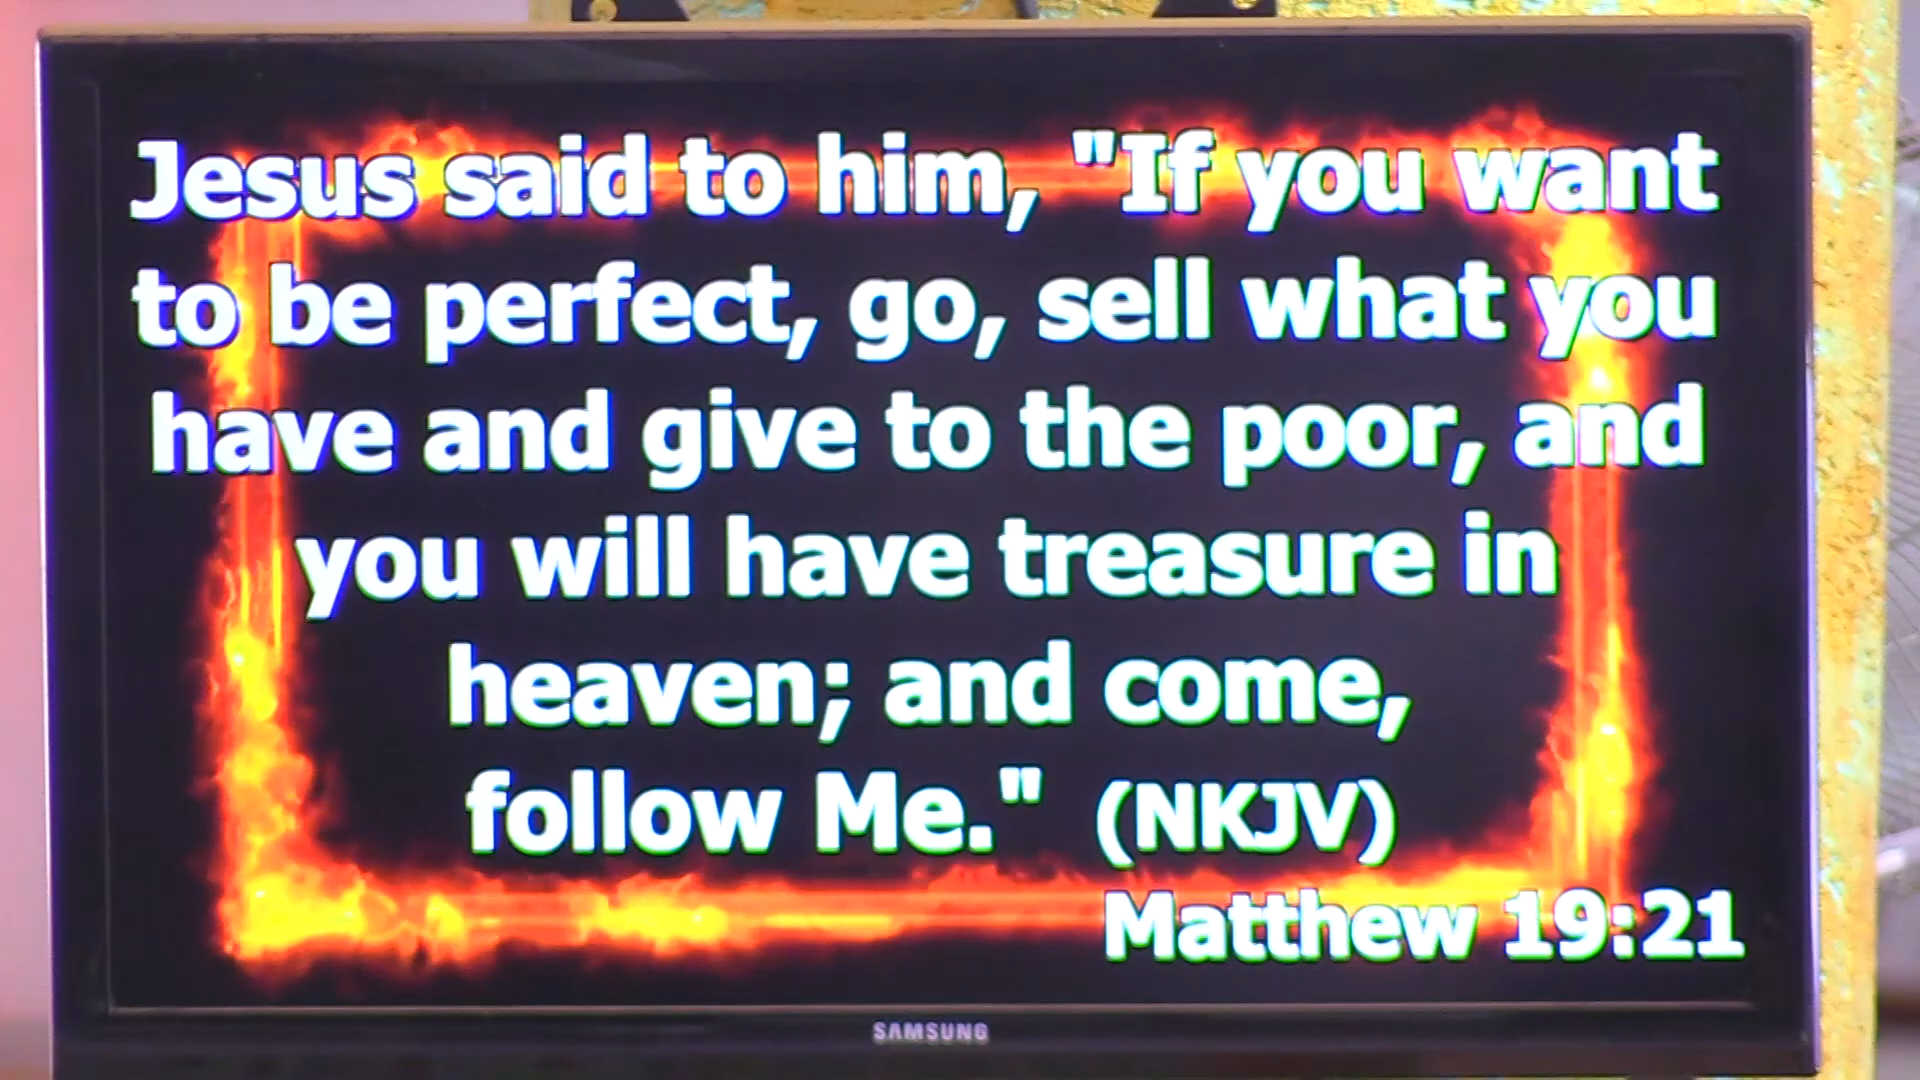 Jesus said to him, "If you want
to be perfect, go, sell what you
have and give to the poor, and
you will have treasure in
heaven; and come,
follow Me." (NKJV)
Matthew 19:21
SAMSUNG